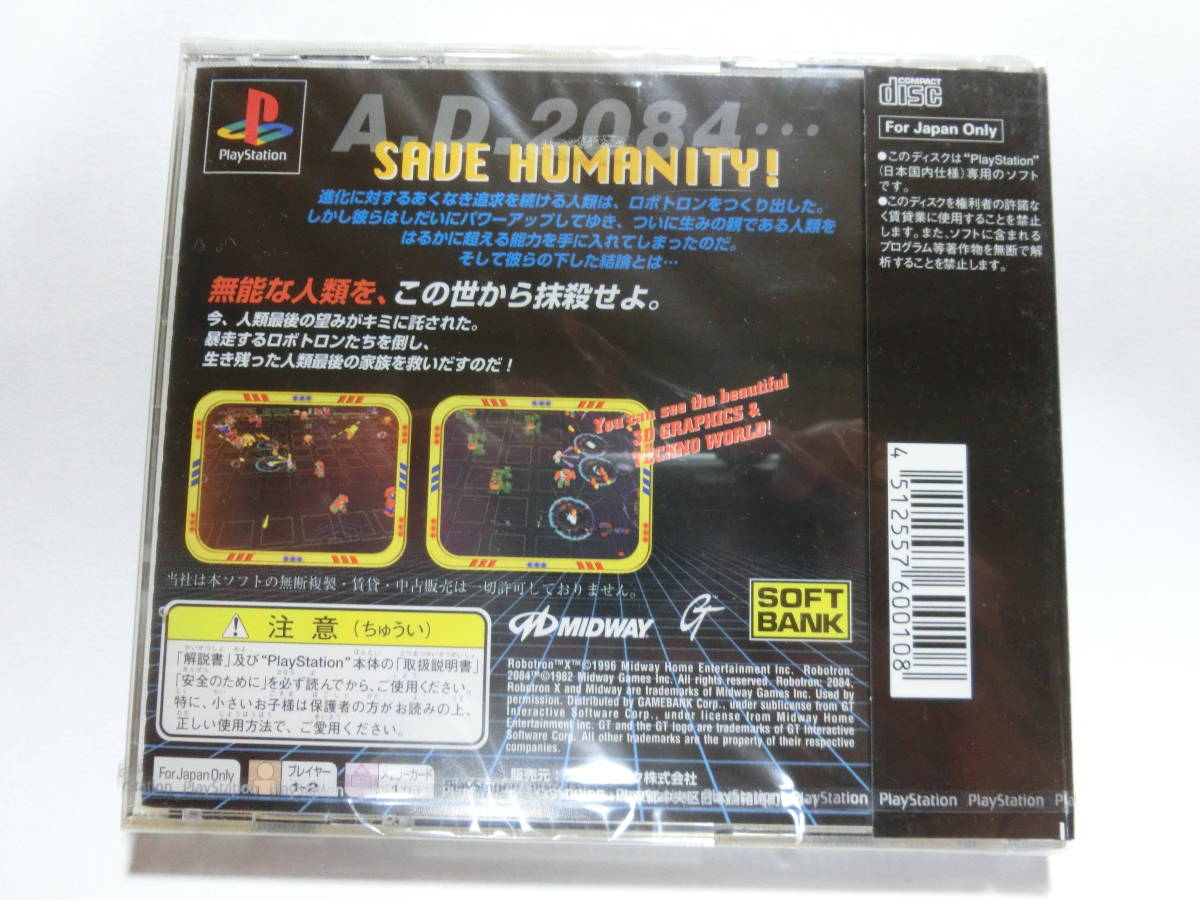 PlayStation
A.D.2084…
SAVE HUMANITY!
進化に対するあくなき追求を続ける人類は、ロボトロンをつくり出した。
しかし彼らはしだいにパワーアップしてゆき、ついに生みの親である人類を
はるかに超える能力を手に入れてしまったのだ。
そして彼らの下した結論とは…
無能な人類を、この世から抹殺せよ。
今、人類最後の望みがキミに託された。
暴走するロボトロンたちを倒し、
生き残った人類最後の家族を救いだすのだ！
You can see the beautiful
3D GRAPHICS &
TECHNO WORLD!
当社は本ソフトの無断複製・賃貸・中古販売は一切許可しておりません。
注意（ちゅうい）
「解説書」及び“PlayStation”本体の「取扱説明書」
「安全のために」を必ず読んでから、ご使用ください。
特に、小さいお子様は保護者の方がお読みの上、
正しい使用方法で、ご愛用ください。
MIDWAY
GT
SOFT
BANK
Robotron™X™©1996 Midway Home Entertainment Inc. Robotron:
2084™©1982 Midway Games Inc. All rights reserved. Robotron: 2084,
Robotron X and Midway are trademarks of Midway Games Inc. Used by
permission. Distributed by GAMEBANK Corp., under sublicense from GT
Interactive Software Corp., under license from Midway Home
Entertainment Inc. GT and the GT logo are trademarks of GT Interactive
Software Corp. All other trademarks are the property of their respective
companies.
For Japan Only
プレイヤー
1~2人
メモリーカード
販売元：
株式会社
PlayStation PlayStation PlayStation PlayStation PlayStation
COMPACT
disc
For Japan Only
●このディスクは“PlayStation”
(日本国内仕様)専用のソフト
です。
●このディスクを権利者の許諾な
く賃貸業に使用することを禁止
します。また、ソフトに含まれる
プログラム等著作物を無断で解
析することを禁止します。
4 512557 600108